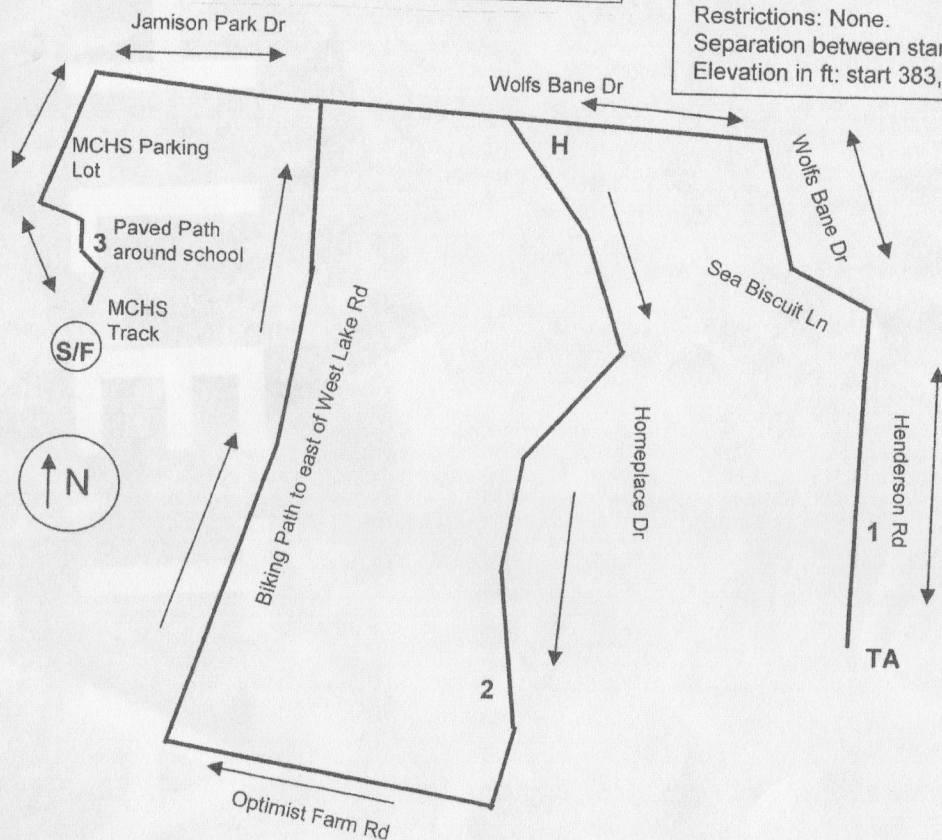 Restrictions: None.
Separation between star
Elevation in ft: start 383,
Jamison Park Dr
Wolfs Bane Dr
H
MCHS Parking
Lot
Wolfs Bane Dr
3
Paved Path
around school
Sea Biscuit Ln
MCHS
Track
S/F
Biking Path to east of West Lake Rd
Homeplace Dr
N
Henderson Rd
1
TA
2
Optimist Farm Rd